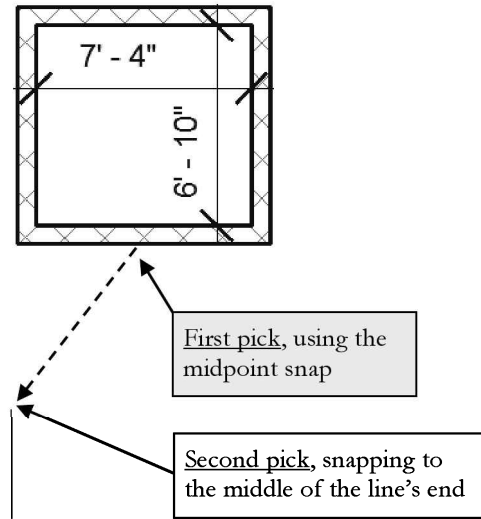 7' - 4"
6' - 10"
First pick, using the
midpoint snap
Second pick, snapping to
the middle of the line's end